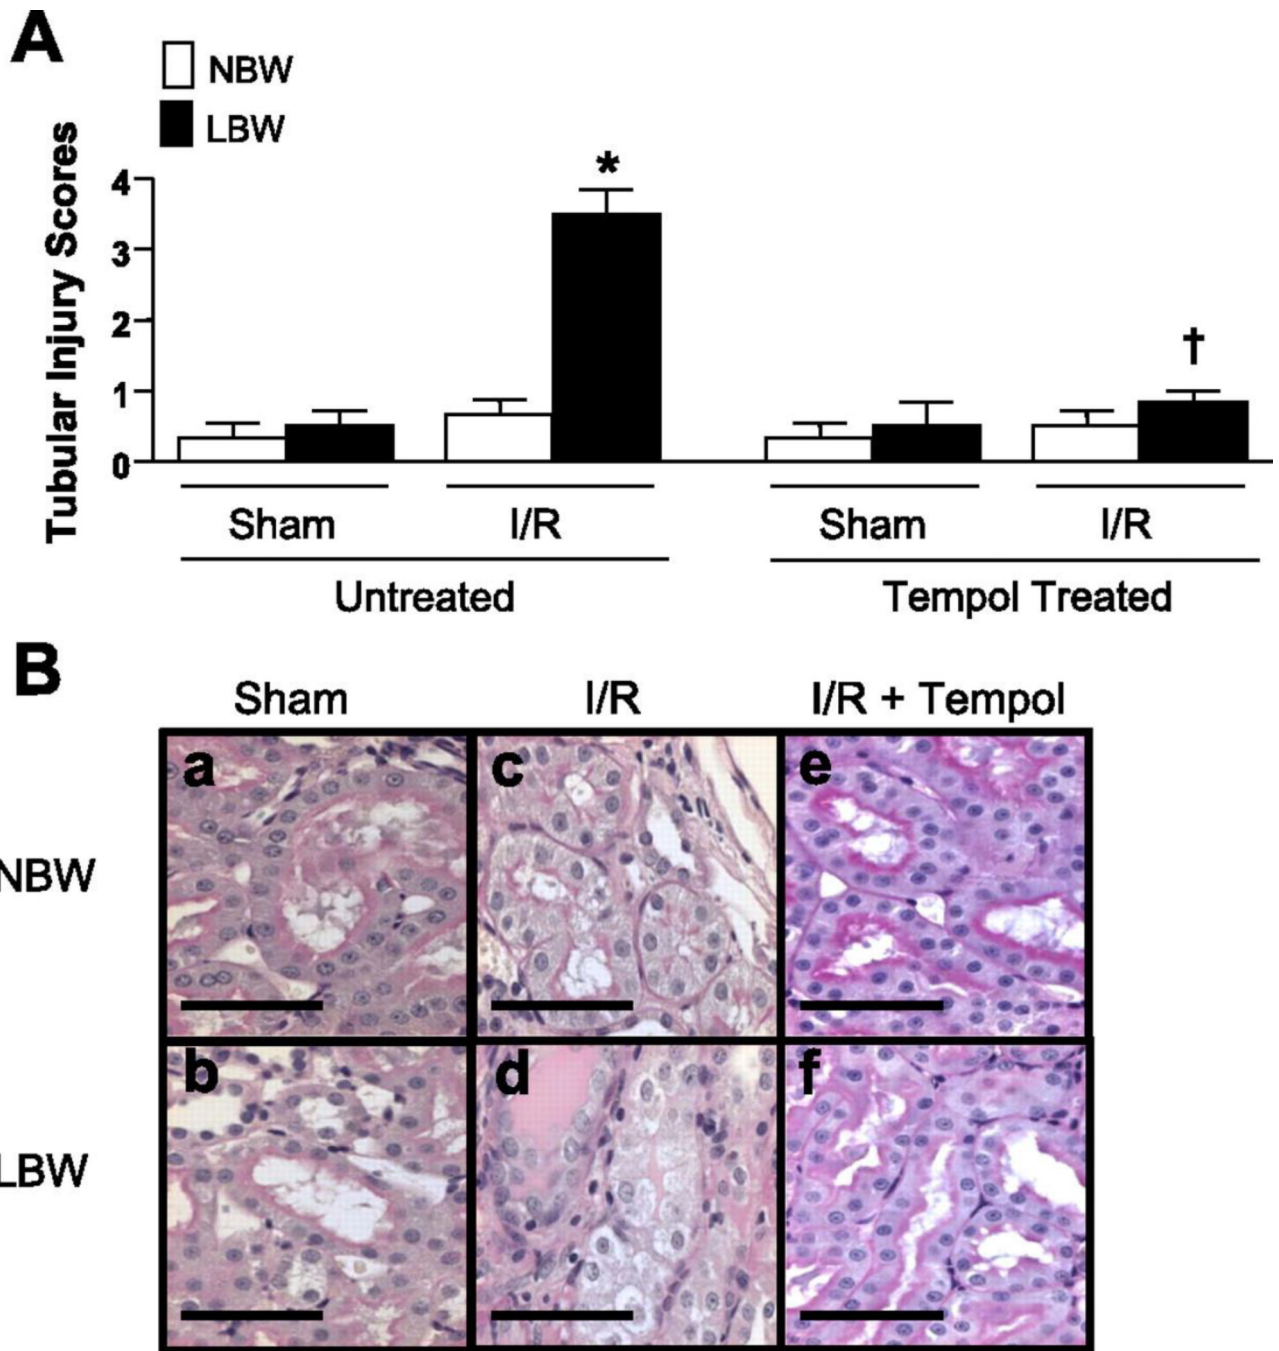 A
NBW
LBW
Tubular Injury Scores
4
3
2
1
0
*
†
Sham I/R Sham I/R
Untreated Tempol Treated
B
Sham I/R I/R + Tempol
NBW
a c e
LBW
b d f